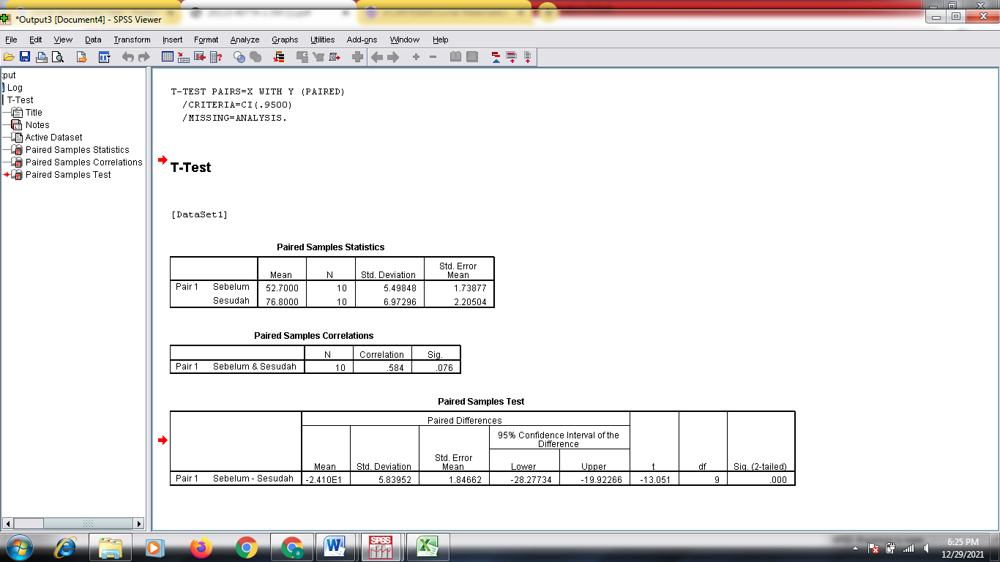 *Output3 [Document4] - SPSS Viewer
File Edit View Data Transform Insert Format Analyze Graphs Utilities Add-ons Window Help
put
Log
T-Test
Title
Notes
Active Dataset
Paired Samples Statistics
Paired Samples Correlations
Paired Samples Test
T-TEST PAIRS=X WITH Y (PAIRED)
/CRITERIA=CI(.9500)
/MISSING=ANALYSIS.
T-Test
[DataSet1]
Paired Samples Statistics
Mean N Std. Deviation Std. Error Mean
Pair 1 Sebelum 52.7000 10 5.49848 1.73877
Sesudah 76.8000 10 6.97296 2.20504
Paired Samples Correlations
N Correlation Sig.
Pair 1 Sebelum & Sesudah 10 .584 .076
Paired Samples Test
Paired Differences
95% Confidence Interval of the Difference
Mean Std. Deviation Std. Error Mean Lower Upper t df Sig. (2-tailed)
Pair 1 Sebelum - Sesudah -2.410E1 5.83952 1.84662 -28.27734 -19.92266 -13.051 9 .000
SPSS
6:25 PM
12/29/2021